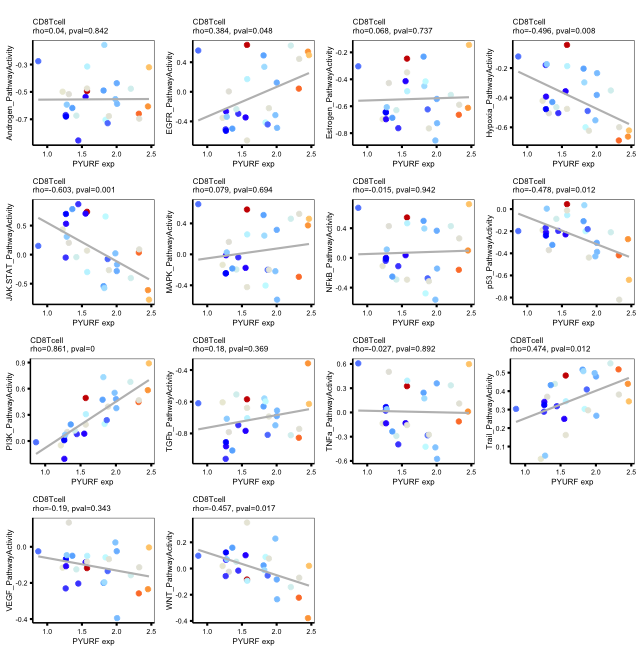 CD8Tcell
rho=0.04, pval=0.842
Androgen_PathwayActivity
-0.3
-0.5
-0.7
1.0 1.5 2.0 2.5
PYURF exp
CD8Tcell
rho=0.384, pval=0.048
EGFR_PathwayActivity
0.4
0.0
-0.4
1.0 1.5 2.0 2.5
PYURF exp
CD8Tcell
rho=0.068, pval=0.737
Estrogen_PathwayActivity
-0.2
-0.4
-0.6
-0.8
1.0 1.5 2.0 2.5
PYURF exp
CD8Tcell
rho=-0.496, pval=0.008
Hypoxia_PathwayActivity
-0.2
-0.4
-0.6
1.0 1.5 2.0 2.5
PYURF exp
CD8Tcell
rho=-0.603, pval=0.001
JAK-STAT_PathwayActivity
0.5
0.0
-0.5
1.0 1.5 2.0 2.5
PYURF exp
CD8Tcell
rho=0.079, pval=0.694
MAPK_PathwayActivity
0.6
0.3
0.0
-0.3
-0.6
1.0 1.5 2.0 2.5
PYURF exp
CD8Tcell
rho=-0.015, pval=0.942
NFkB_PathwayActivity
0.4
0.0
-0.4
1.0 1.5 2.0 2.5
PYURF exp
CD8Tcell
rho=-0.478, pval=0.012
p53_PathwayActivity
0.0
-0.2
-0.4
-0.6
-0.8
1.0 1.5 2.0 2.5
PYURF exp
CD8Tcell
rho=0.861, pval=0
PI3K_PathwayActivity
0.9
0.6
0.3
0.0
1.0 1.5 2.0 2.5
PYURF exp
CD8Tcell
rho=0.18, pval=0.369
TGFb_PathwayActivity
-0.4
-0.6
-0.8
1.0 1.5 2.0 2.5
PYURF exp
CD8Tcell
rho=-0.027, pval=0.892
TNFa_PathwayActivity
0.6
0.3
0.0
-0.3
-0.6
1.0 1.5 2.0 2.5
PYURF exp
CD8Tcell
rho=0.474, pval=0.012
Trail_PathwayActivity
0.5
0.4
0.3
0.2
0.1
1.0 1.5 2.0 2.5
PYURF exp
CD8Tcell
rho=-0.19, pval=0.343
VEGF_PathwayActivity
0.0
-0.2
-0.4
1.0 1.5 2.0 2.5
PYURF exp
CD8Tcell
rho=-0.457, pval=0.017
WNT_PathwayActivity
0.2
0.0
-0.2
-0.4
1.0 1.5 2.0 2.5
PYURF exp